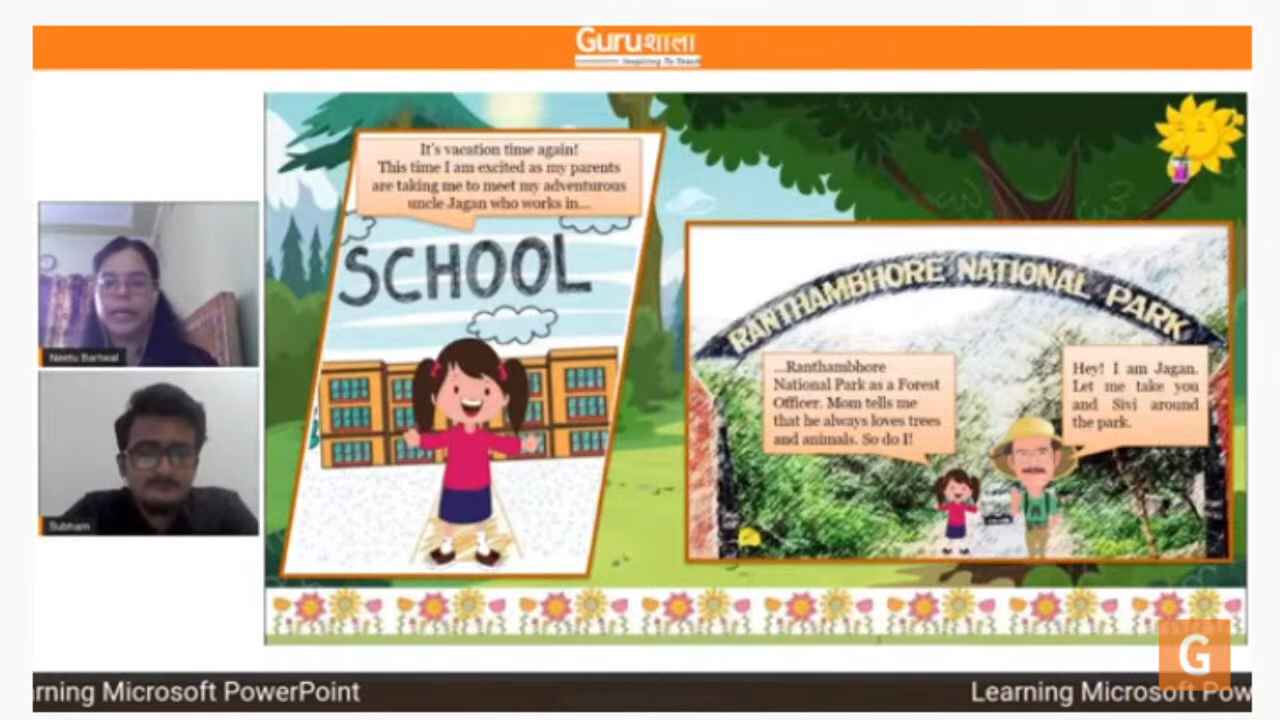 Guruशाला
Inspiring To Teach
It's vacation time again!
This time I am excited as my parents
are taking me to meet my adventurous
uncle Jagan who works in...
SCHOOL
RANTHAMBHORE NATIONAL PARK
...Ranthambhore
National Park as a Forest
Officer. Mom tells me
that he always loves trees
and animals. So do I!
Hey! I am Jagan.
Let me take you
and Sivi around
the park.
Neetu Bartwal
Subham
G
rning Microsoft PowerPoint
Learning Microsoft Pow